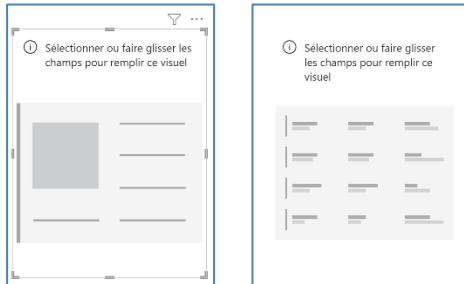 Sélectionner ou faire glisser les
champs pour remplir ce visuel
Sélectionner ou faire glisser
les champs pour remplir ce
visuel